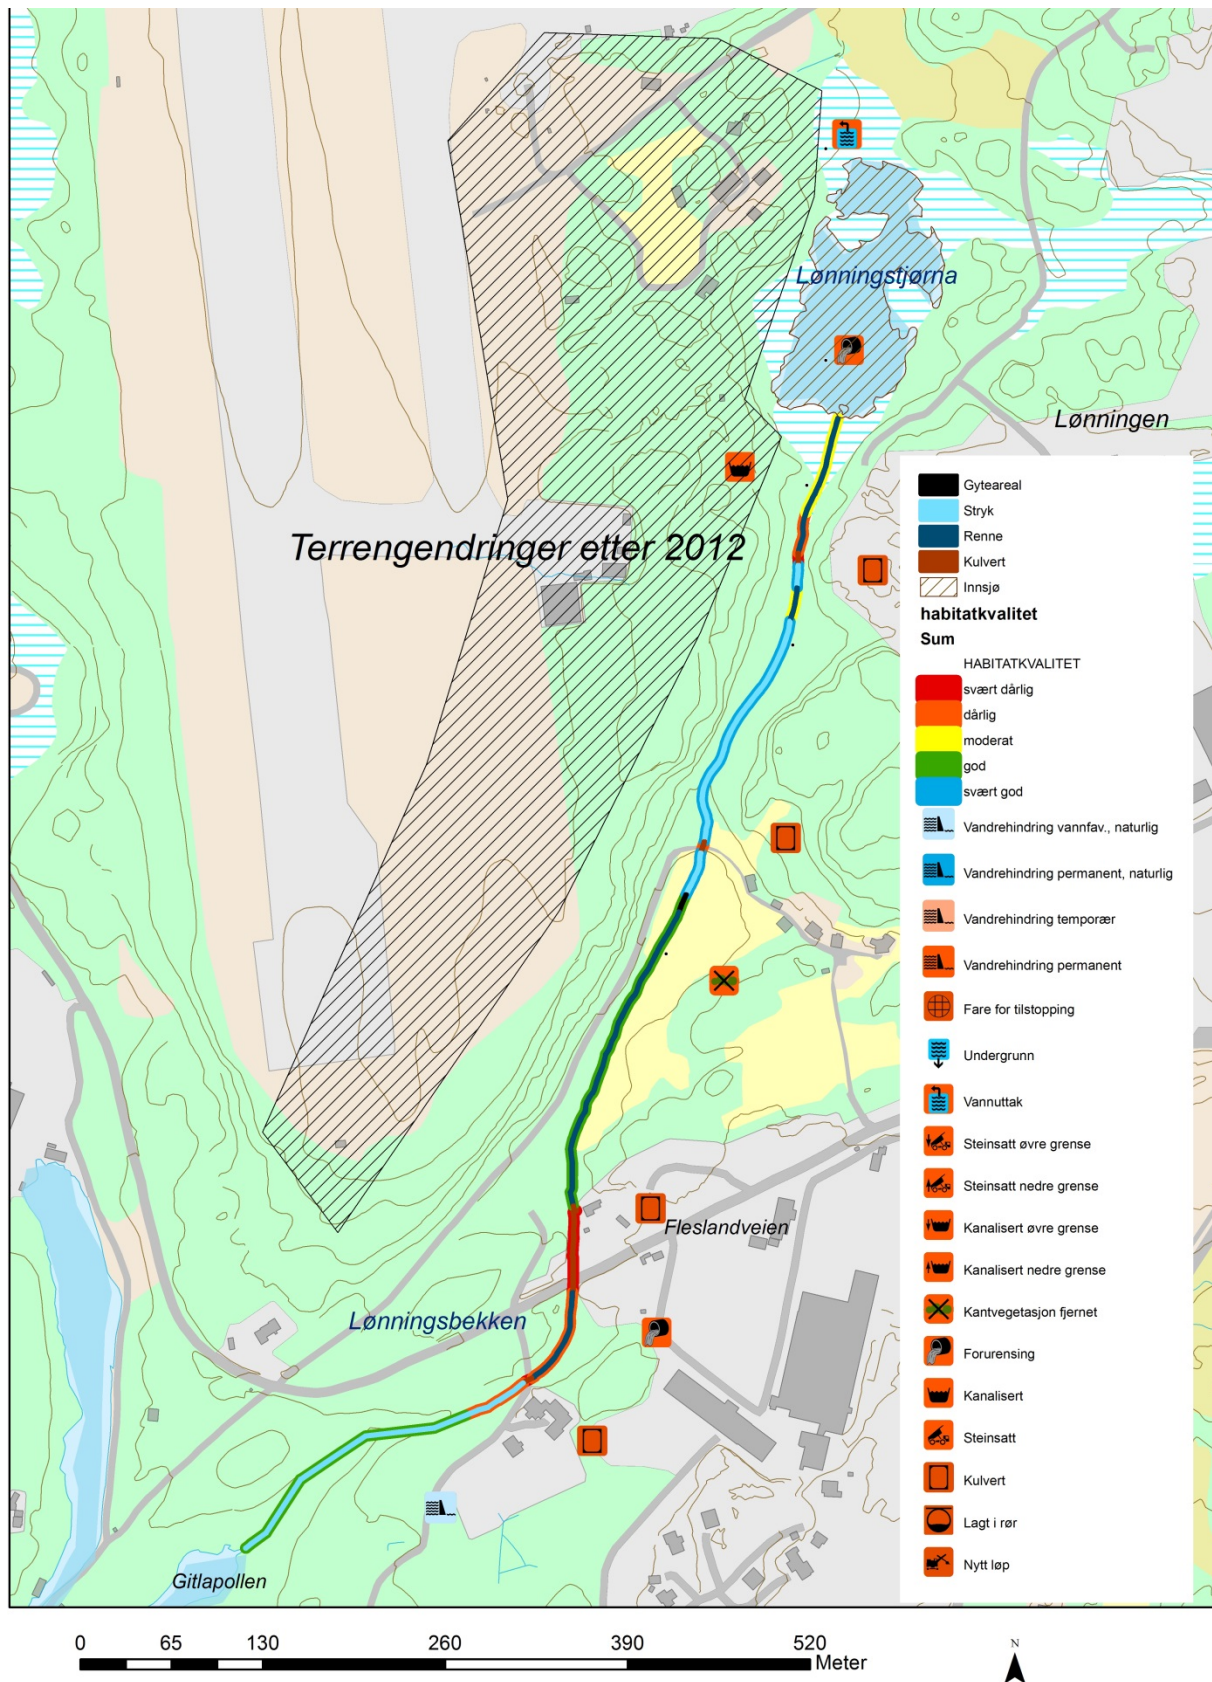 Lønningstjørna
Lønningen
Terrengendringer etter 2012
Gyteareal
Stryk
Renne
Kulvert
Innsjø
habitatkvalitet
Sum
HABITATKVALITET
svært dårlig
dårlig
moderat
god
svært god
Vandrehindring vannfav., naturlig
Vandrehindring permanent, naturlig
Vandrehindring temporær
Vandrehindring permanent
Fare for tilstopping
Undergrunn
Vannuttak
Steinsatt øvre grense
Steinsatt nedre grense
Kanalisert øvre grense
Kanalisert nedre grense
Kantvegetasjon fjernet
Forurensing
Kanalisert
Steinsatt
Kulvert
Lagt i rør
Nytt løp
Fleslandveien
Lønningsbekken
Gitlapollen
0 65 130 260 390 520
Meter
N